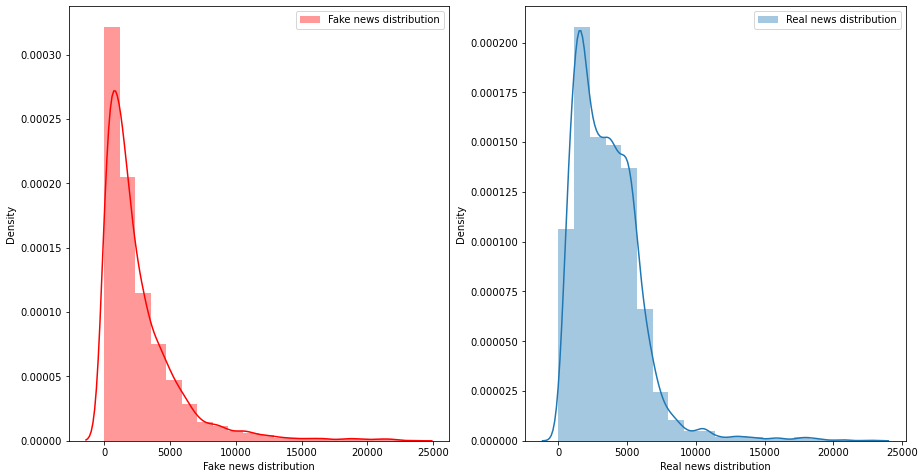 Fake news distribution
0.00030
0.00025
0.00020
0.00015
0.00010
0.00005
0.00000
Density
0 5000 10000 15000 20000 25000
Fake news distribution
Real news distribution
0.000200
0.000175
0.000150
0.000125
0.000100
0.000075
0.000050
0.000025
0.000000
Density
0 5000 10000 15000 20000 25000
Real news distribution